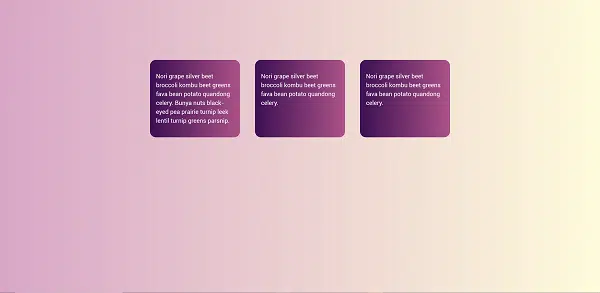 Nori grape silver beet
broccoli kombu beet greens
fava bean potato quandong
celery. Bunya nuts black-
eyed pea prairie turnip leek
lentil turnip greens parsnip.
Nori grape silver beet
broccoli kombu beet greens
fava bean potato quandong
celery.
Nori grape silver beet
broccoli kombu beet greens
fava bean potato quandong
celery.